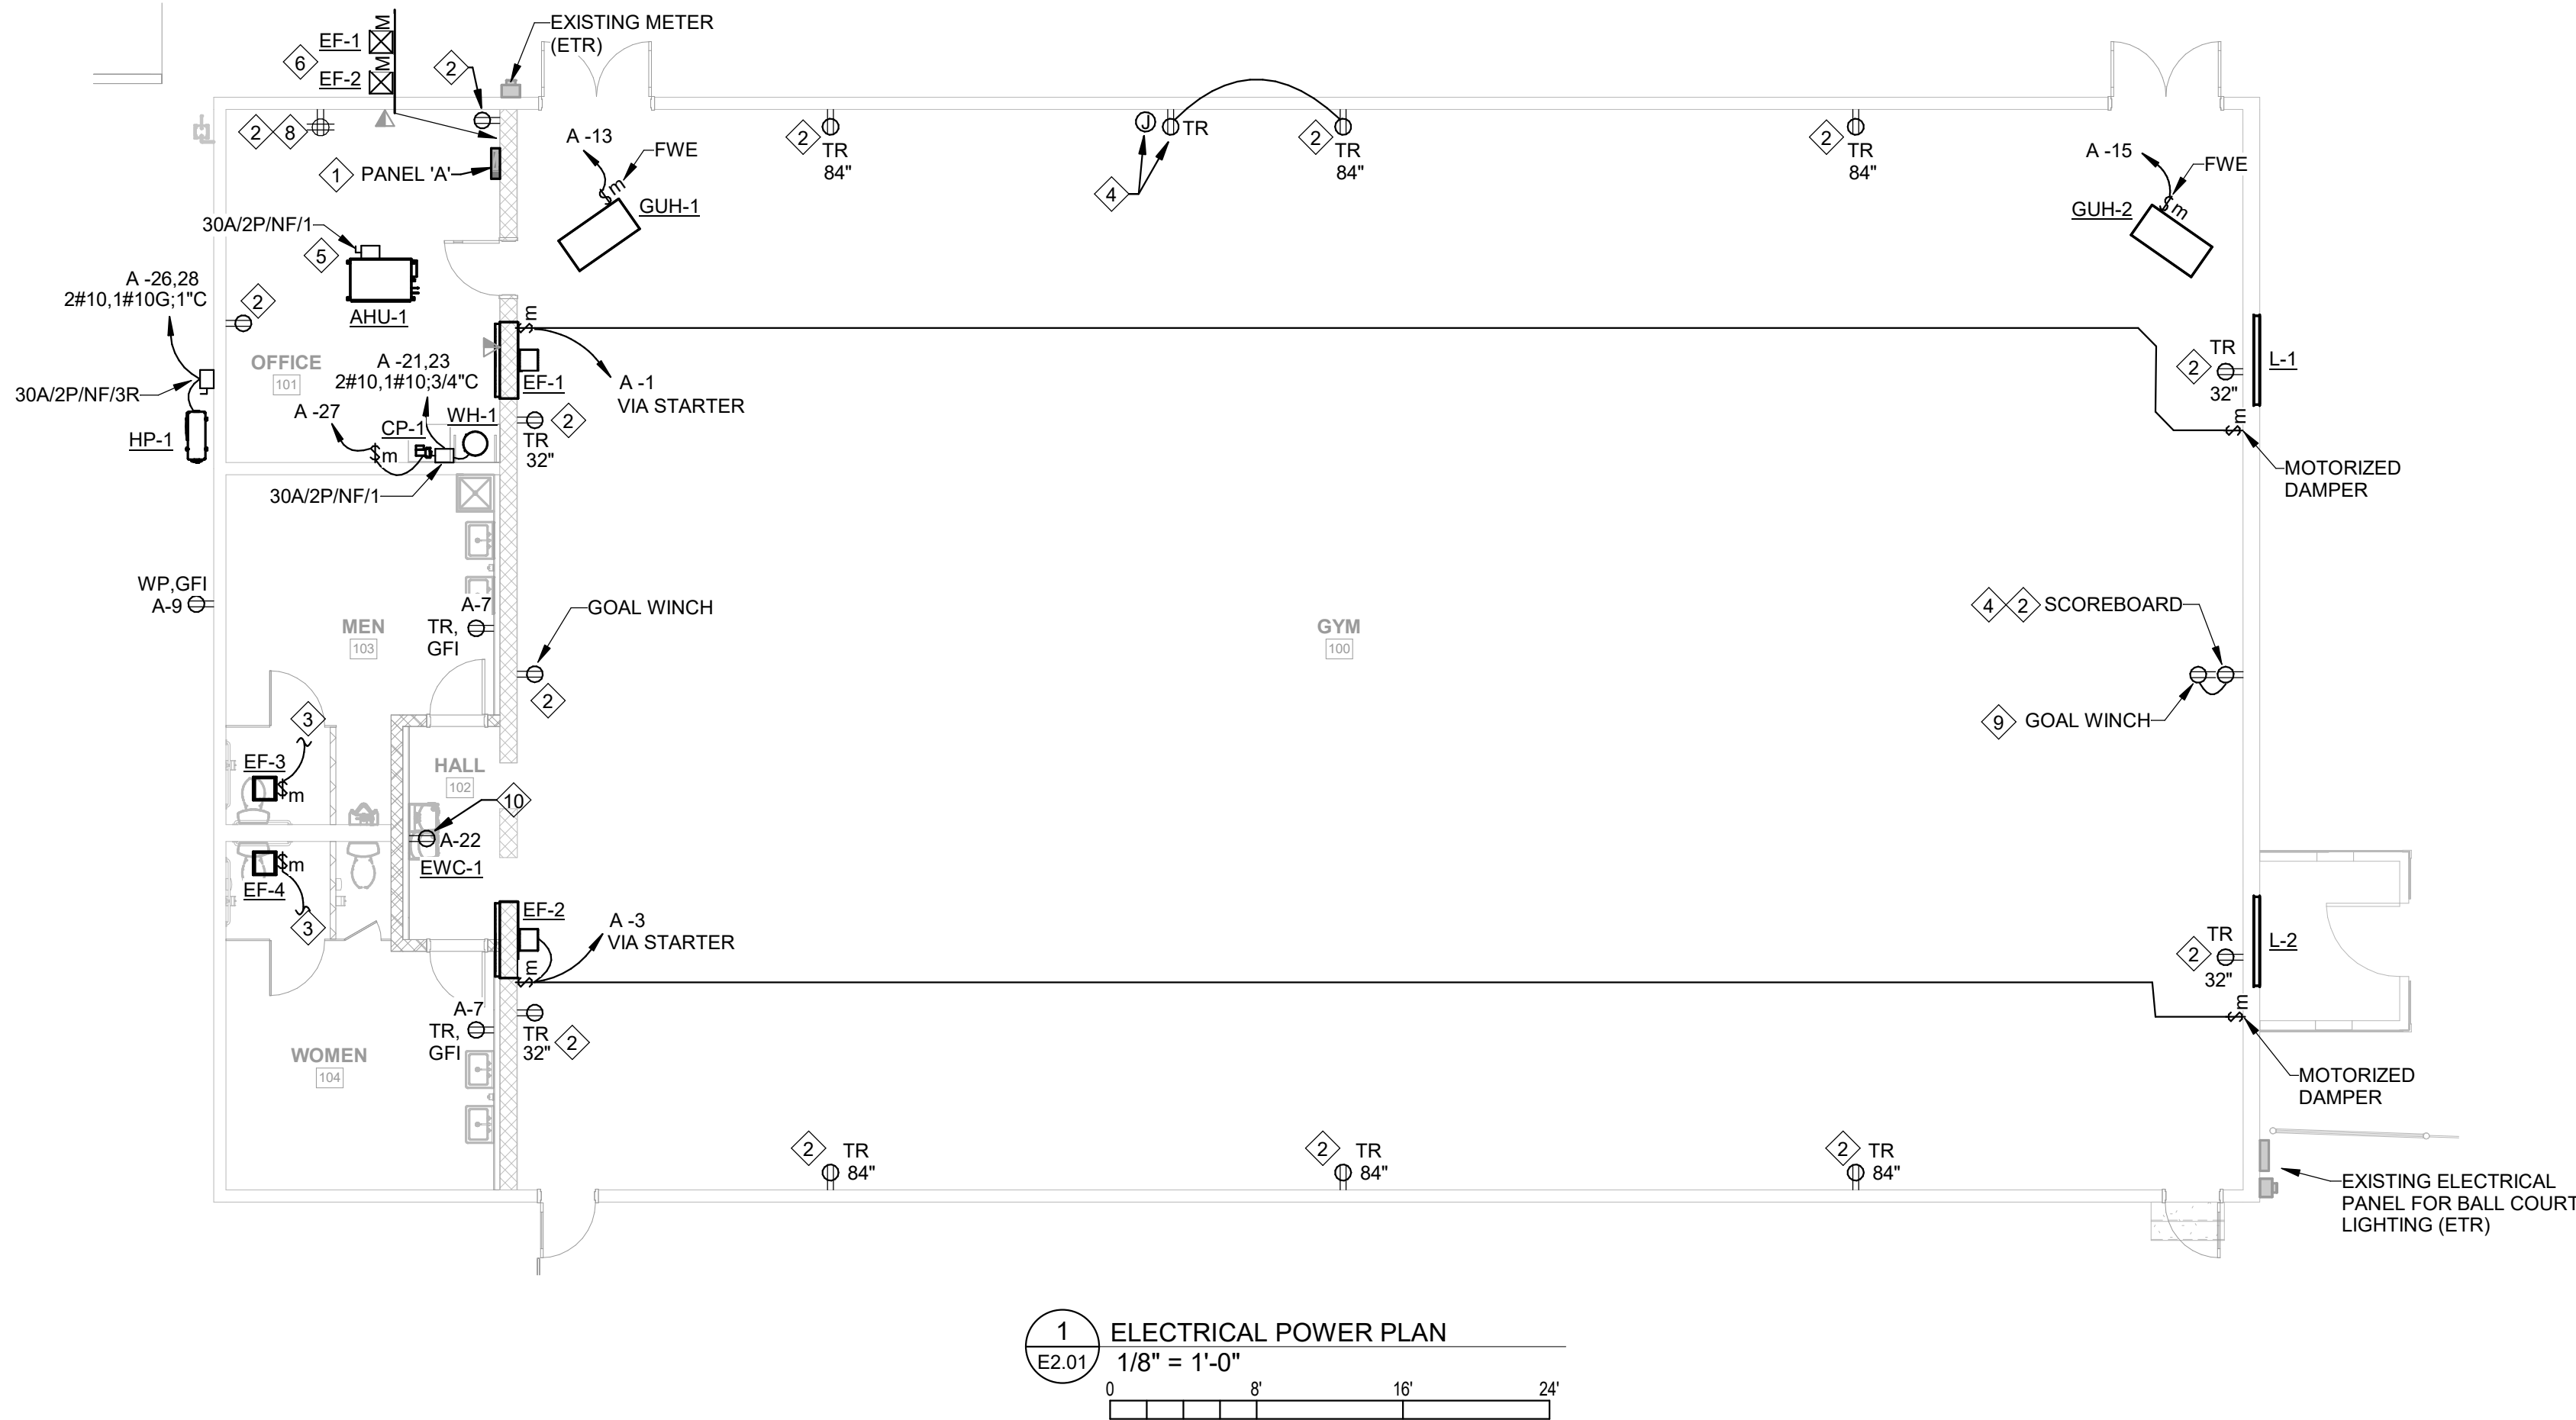 EXISTING METER
(ETR)
EF-1
M
EF-2
M
6
2
2
8
1
PANEL 'A'
A -13
FWE
m
GUH-1
2
TR
84"
J
TR
4
2
TR
84"
2
TR
84"
A -15
FWE
m
GUH-2
30A/2P/NF/1
5
AHU-1
A -26,28
2#10,1#10G;1"C
2
30A/2P/NF/3R
HP-1
OFFICE
101
A -21,23
2#10,1#10;3/4"C
A -27
CP-1
WH-1
m
30A/2P/NF/1
m
EF-1
A -1
VIA STARTER
2
TR
32"
TR
2
32"
L-1
m
MOTORIZED
DAMPER
WP,GFI
A-9
MEN
103
A-7
TR,
GFI
GOAL WINCH
2
GYM
100
4
2
SCOREBOARD
9
GOAL WINCH
3
EF-3
m
HALL
102
10
A-22
EWC-1
EF-4
m
3
EF-2
m
A -3
VIA STARTER
TR
2
32"
L-2
m
MOTORIZED
DAMPER
A-7
TR,
GFI
TR
32"
2
WOMEN
104
2
TR
84"
2
TR
84"
2
TR
84"
EXISTING ELECTRICAL
PANEL FOR BALL COURT
LIGHTING (ETR)
1
E2.01
ELECTRICAL POWER PLAN
1/8" = 1'-0"
0
8'
16'
24'